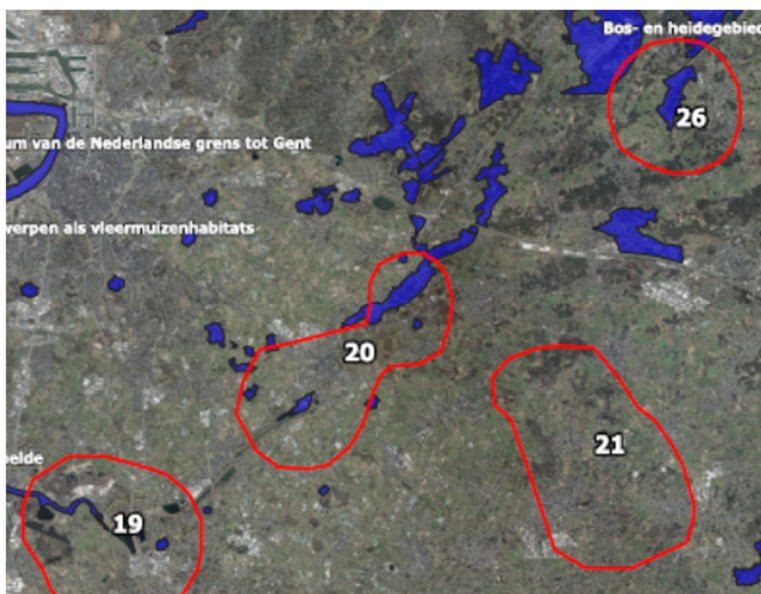 Bos- en heidegebied
26
um van de Nederlandse grens tot Gent
werpen als vleermuizenhabitats
20
21
elde
19